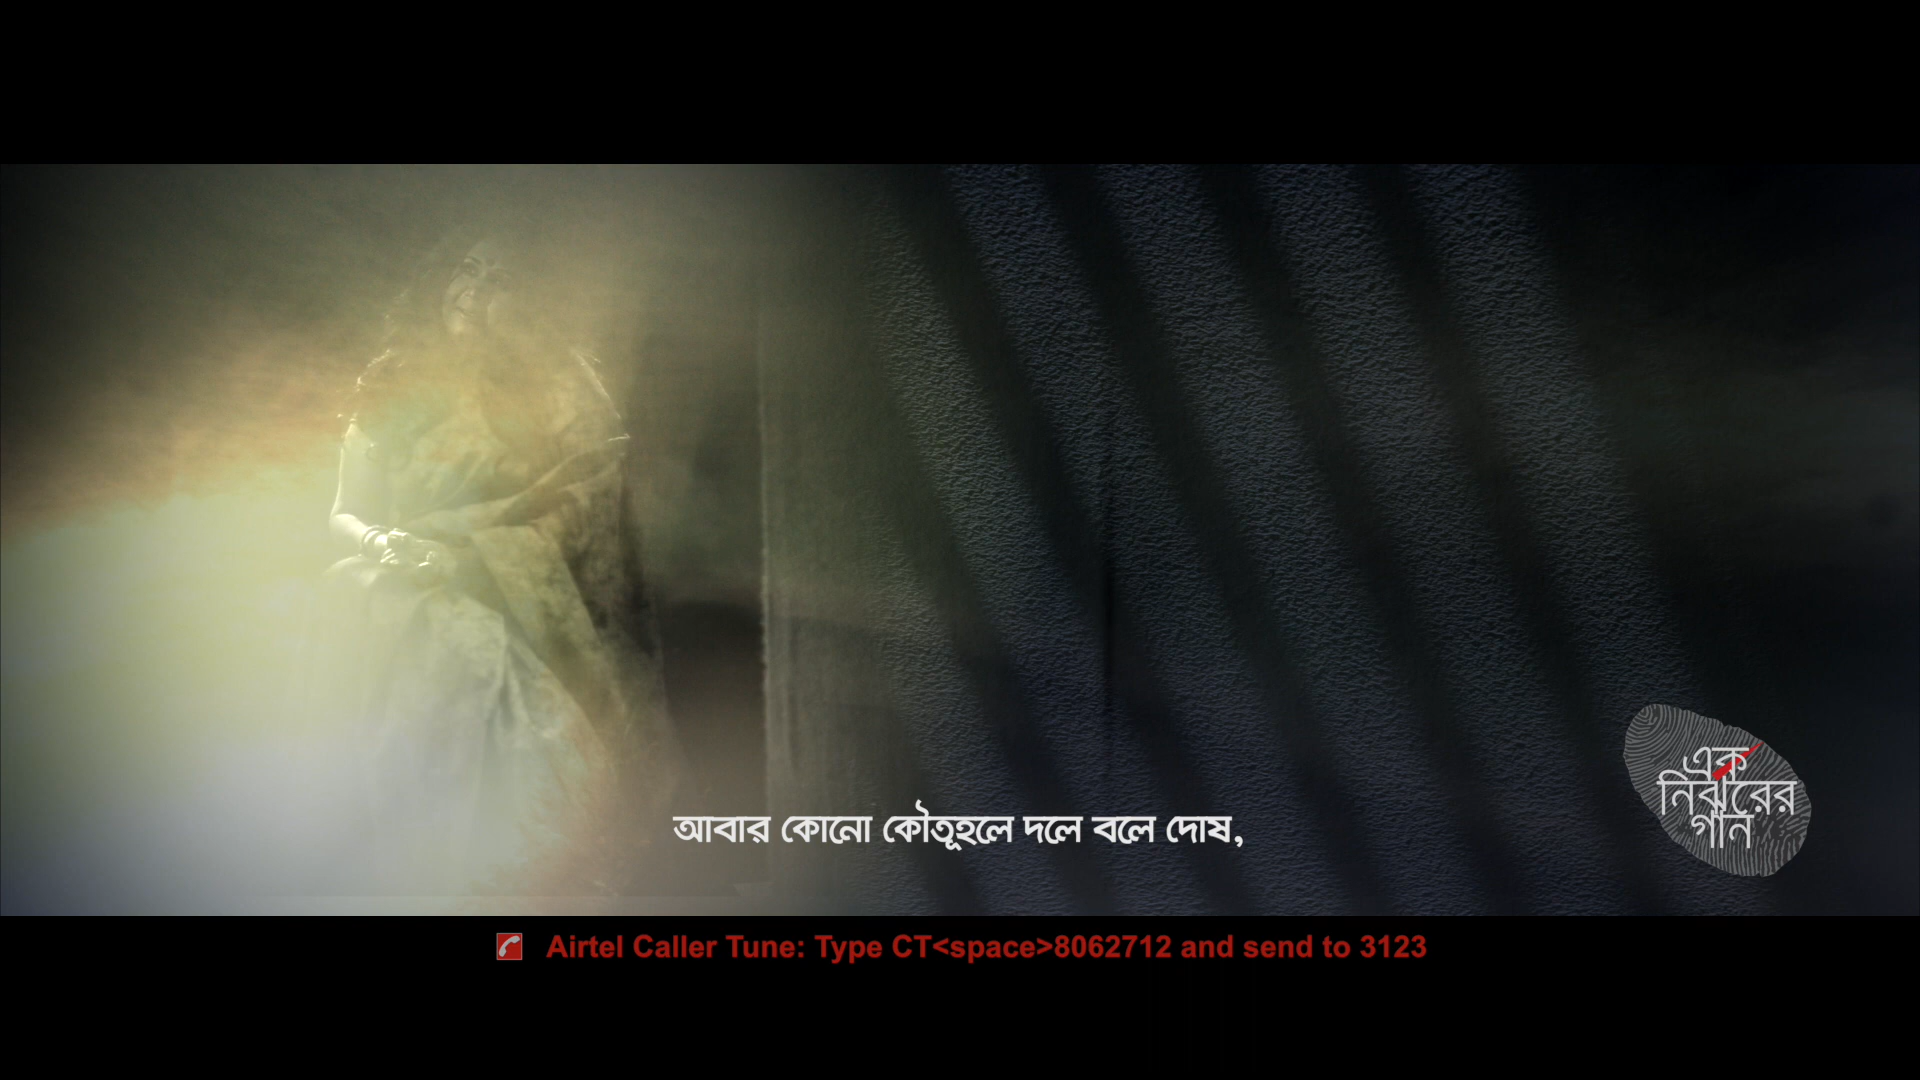 আবার কোনো কৌতূহলে দলে বলে দোষ,
এক
নির্ঝরের
গান
Airtel Caller Tune: Type CT<space>8062712 and send to 3123